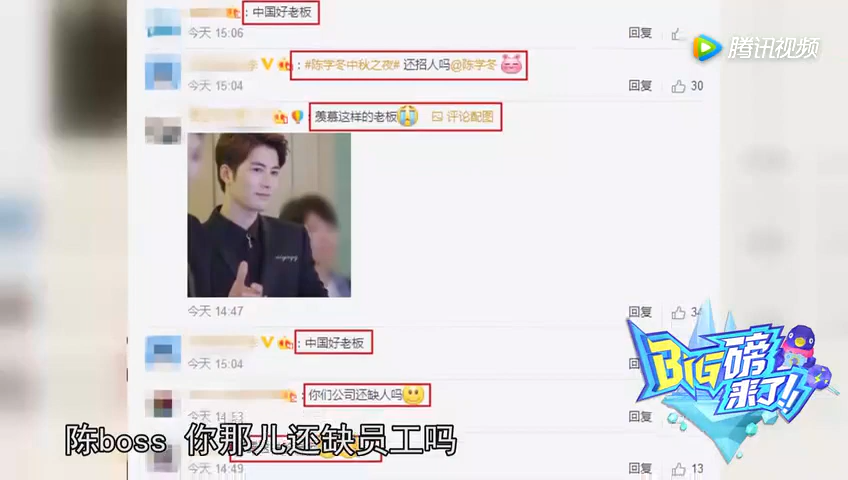 ：中国好老板
今天 15:06
回复
腾讯视频
：#陈学冬中秋之夜# 还招人吗@陈学冬
今天 15:04
回复
30
：羡慕这样的老板
评论配图
今天 14:47
回复
34
：中国好老板
今天 15:04
：你们公司还缺人吗
今天 14:53
回复
BIG磅来了!!
陈boss 你那儿还缺员工吗
今天 14:49
回复
13